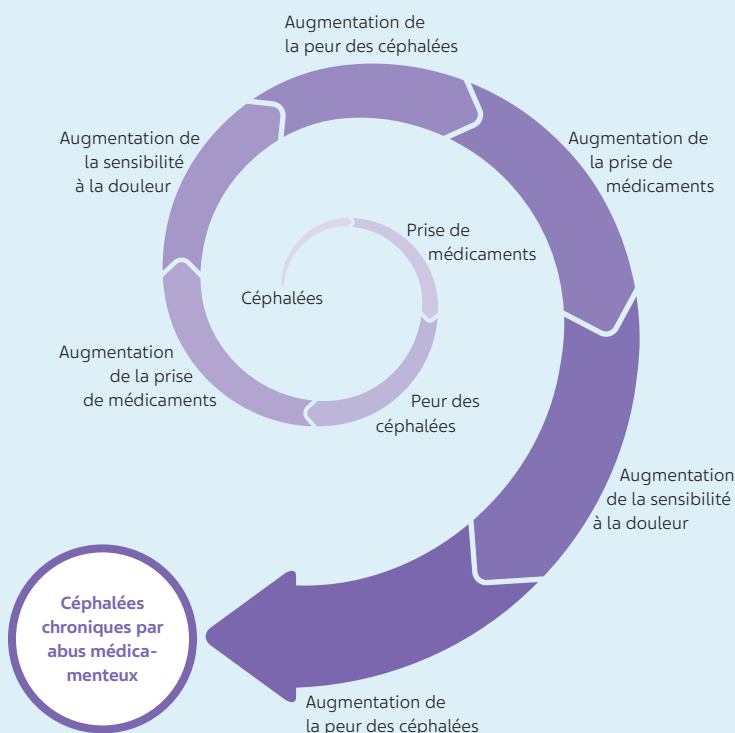 Augmentation de
la peur des céphalées
Augmentation de
la sensibilité
à la douleur
Augmentation de
la prise de
médicaments
Prise de
médicaments
Céphalées
Augmentation
de la prise
de médicaments
Peur des
céphalées
Augmentation
de la sensibilité
à la douleur
Céphalées
chroniques par
abus médica-
menteux
Augmentation de
la peur des céphalées